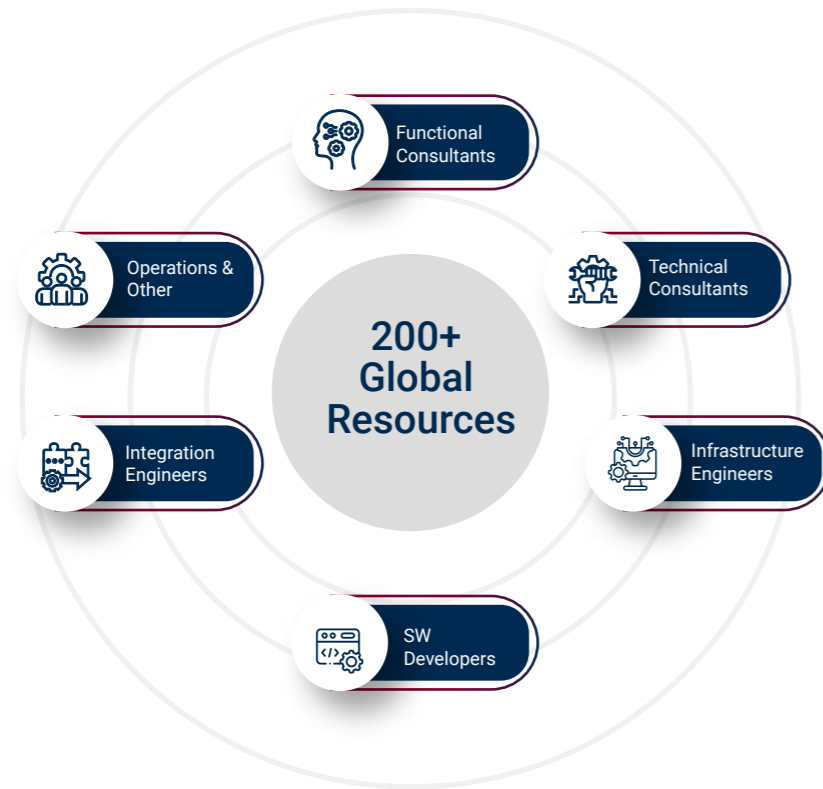 Functional
Consultants
Operations &
Other
Technical
Consultants
200+
Global
Resources
Integration
Engineers
Infrastructure
Engineers
SW
Developers